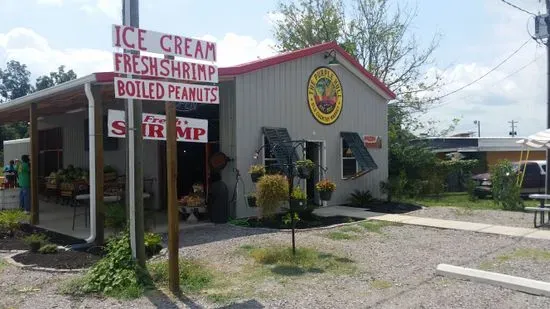 ICE CREAM
FRESH SHRIMP
BOILED PEANUTS
Fresh
SHRIMP